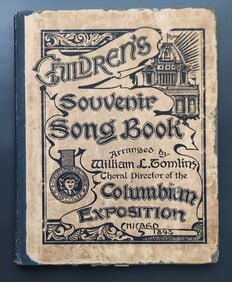 Children's
Souvenir
Song Book
Arranged by
William L. Tomlins
Choral Director of the
Columbian
Exposition
Chicago
1893